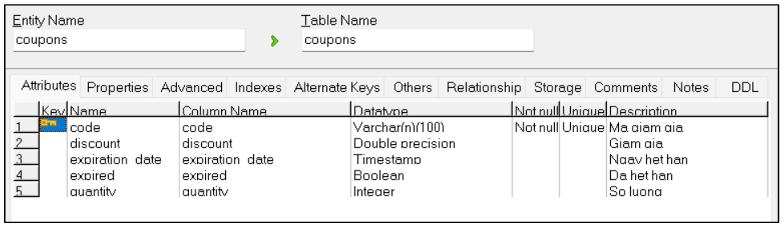 Entity Name Table Name
coupons coupons
Attributes Properties Advanced Indexes Alternate Keys Others Relationship Storage Comments Notes DDL
Key Name Column Name Datatype Not null Unique Description
1 code code Varchar(n)(100) Not null Unique Ma giam gia
2 discount discount Double precision Giam gia
3 expiration_date expiration_date Timestamp Ngay het han
4 expired expired Boolean Da het han
5 quantity quantity Integer So luong